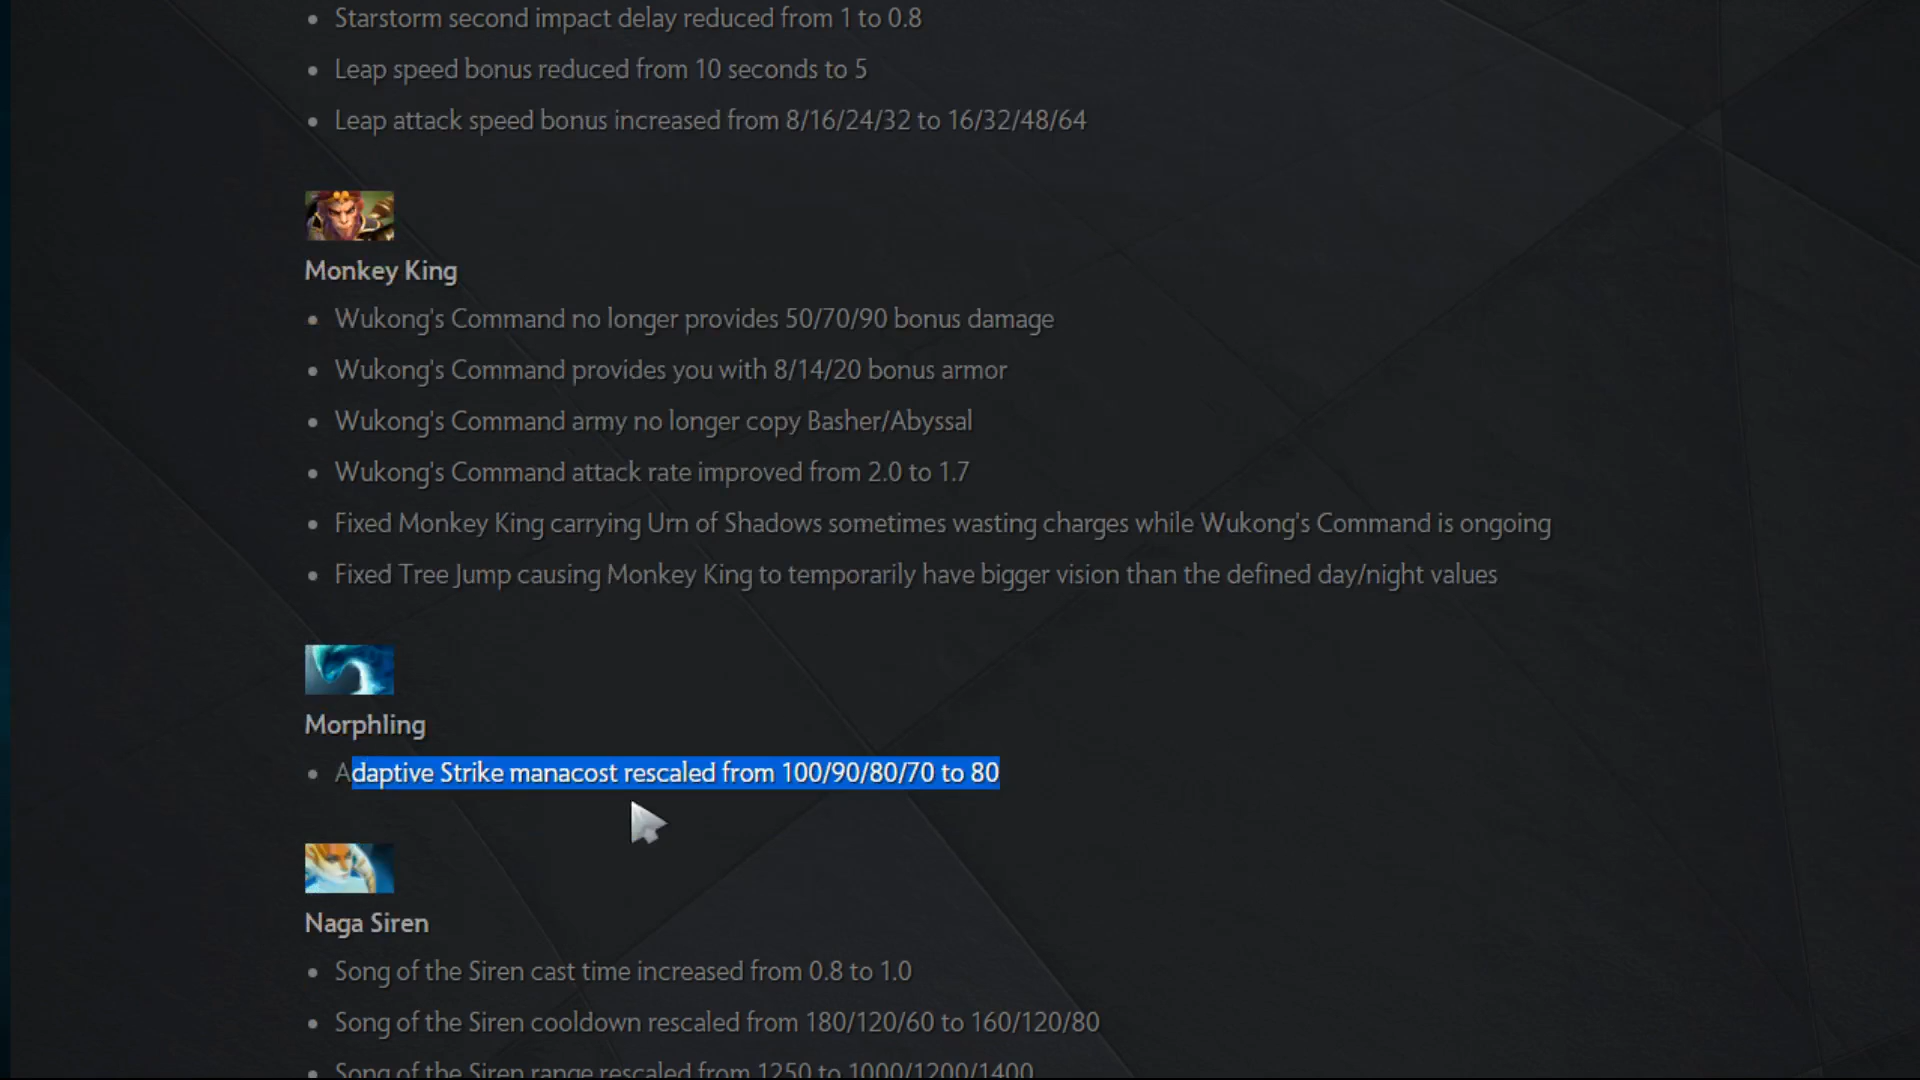 Starstorm second impact delay reduced from 1 to 0.8
Leap speed bonus reduced from 10 seconds to 5
Leap attack speed bonus increased from 8/16/24/32 to 16/32/48/64
Monkey King
Wukong's Command no longer provides 50/70/90 bonus damage
Wukong's Command provides you with 8/14/20 bonus armor
Wukong's Command army no longer copy Basher/Abyssal
Wukong's Command attack rate improved from 2.0 to 1.7
Fixed Monkey King carrying Urn of Shadows sometimes wasting charges while Wukong's Command is ongoing
Fixed Tree Jump causing Monkey King to temporarily have bigger vision than the defined day/night values
Morphling
Adaptive Strike manacost rescaled from 100/90/80/70 to 80
Naga Siren
Song of the Siren cast time increased from 0.8 to 1.0
Song of the Siren cooldown rescaled from 180/120/60 to 160/120/80
Song of the Siren range rescaled from 1250 to 1000/1200/1400